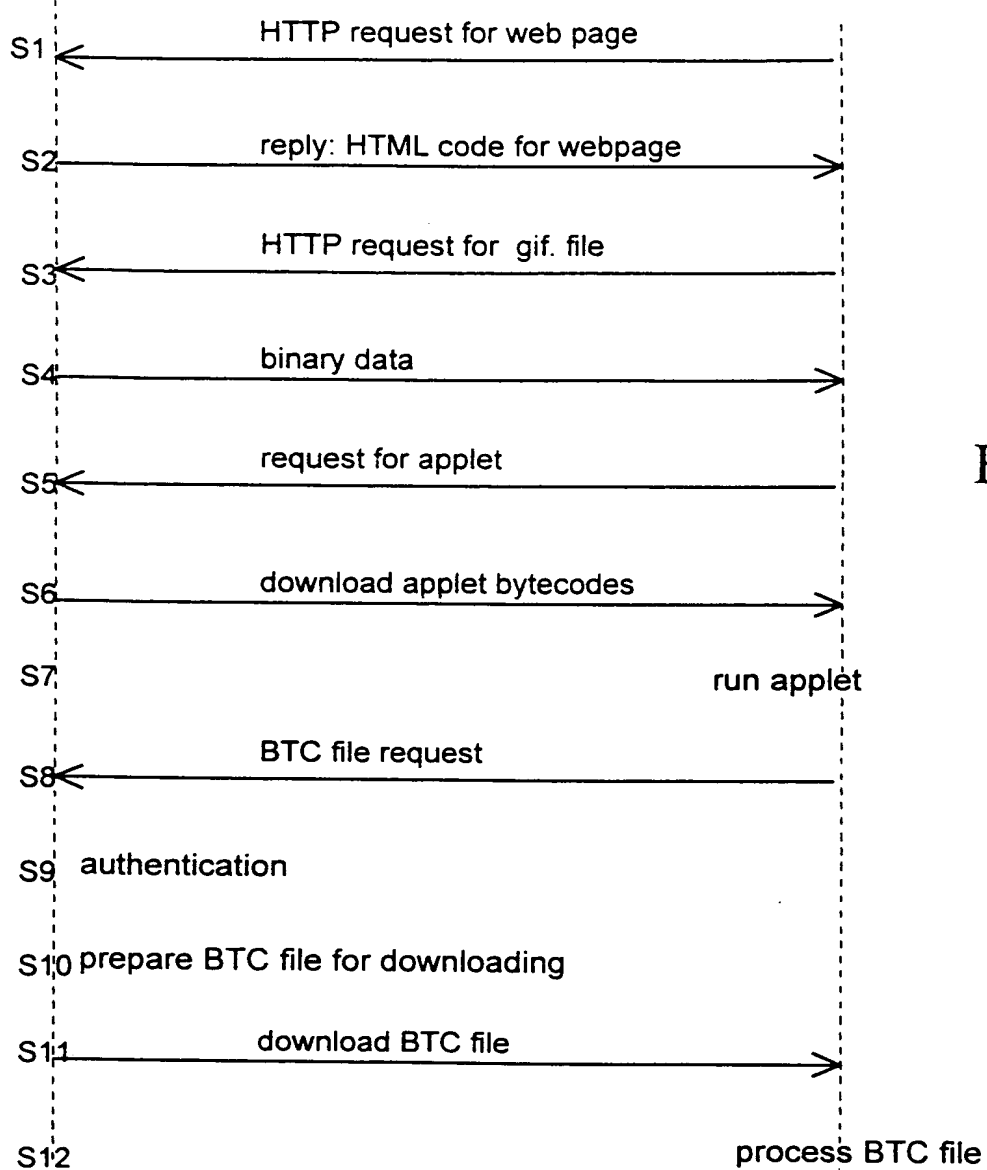 HTTP request for web page
S1
reply: HTML code for webpage
S2
HTTP request for gif. file
S3
binary data
S4
request for applet
S5
download applet bytecodes
S6
S7 run applet
BTC file request
S8
S9 authentication
S10 prepare BTC file for downloading
download BTC file
S11
S12 process BTC file